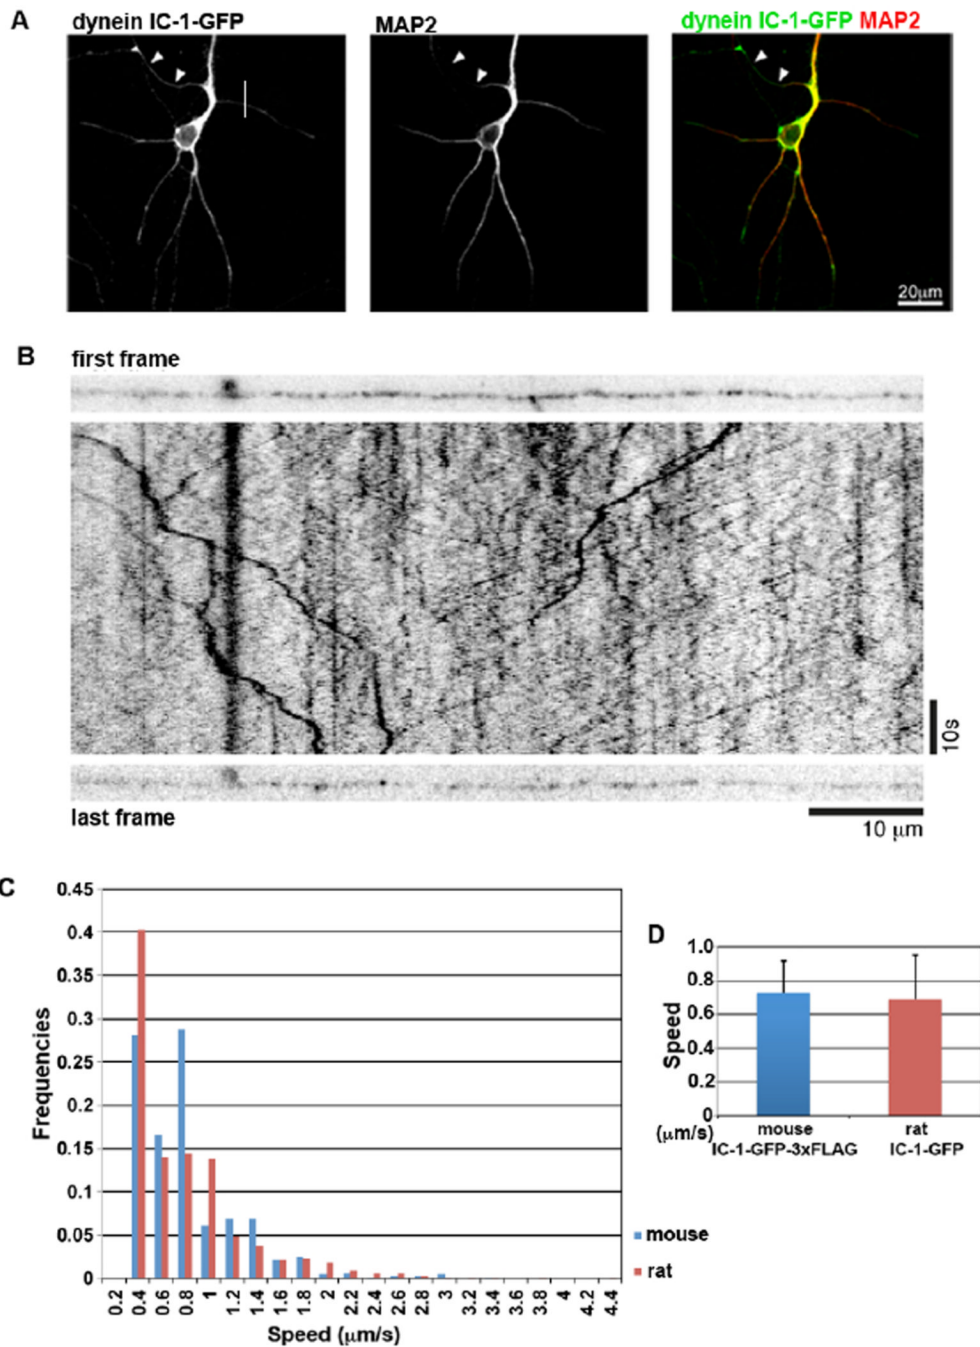 A
dynein IC-1-GFP
MAP2
dynein IC-1-GFP MAP2
20μm
B
first frame
10s
last frame
10 μm
C
0.45
0.4
0.35
0.3
0.25
0.2
0.15
0.1
0.05
0
Frequencies
0.2 0.4 0.6 0.8 1 1.2 1.4 1.6 1.8 2 2.2 2.4 2.6 2.8 3 3.2 3.4 3.6 3.8 4 4.2 4.4
Speed (μm/s)
mouse
rat
D
1.0
0.8
0.6
0.4
0.2
0
Speed
(μm/s)
mouse
IC-1-GFP-3xFLAG
rat
IC-1-GFP